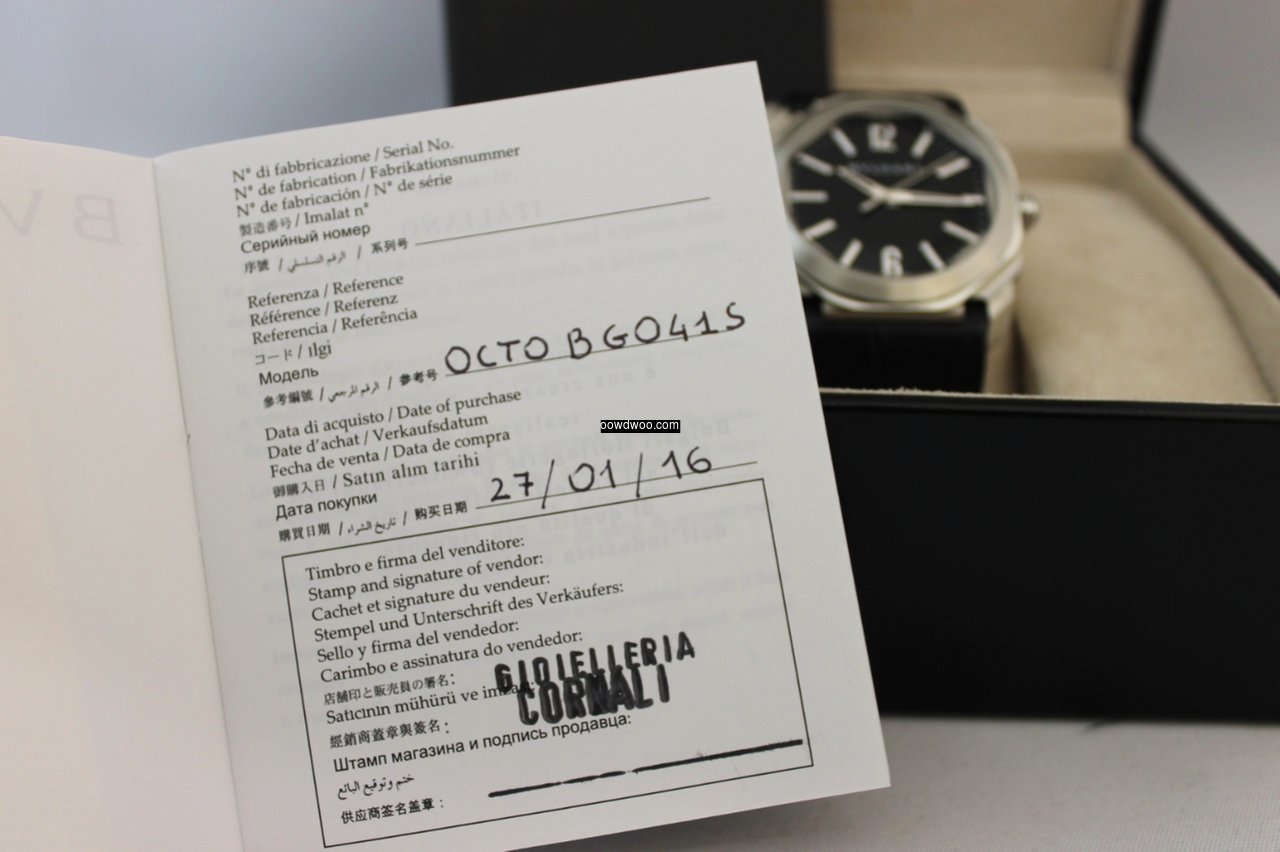 N° di fabbricazione / Serial No.
N° de fabrication / Fabrikationsnummer
N° de fabricación / N° de série
製造番号 / Imalat n°
Серийный номер
序號 / الرقم التسلسلي / 系列号
Referenza / Reference
Référence / Referenz
Referencia / Referência
コード / ılgi
Модель
參考編號 / الرقم المرجعي / 参考号 OCTO BGO41S
Data di acquisto / Date of purchase
Date d'achat / Verkaufsdatum
Fecha de venta / Data de compra
御購入日 / Satın alım tarihi
Дата покупки
購買日期 / تاريخ الشراء / 购买日期 27/01/16
Timbro e firma del venditore:
Stamp and signature of vendor:
Cachet et signature du vendeur:
Stempel und Unterschrift des Verkäufers:
Sello y firma del vendedor:
Carimbo e assinatura do vendedor:
店舗印と販売員の署名:
Satıcının mühürü ve
經銷商蓋章與簽名:
Штамп магазина и подпись продавца:
ختم وتوقيع البائع
供应商签名盖章:
GIOIELLERIA
CORNALI
oowdwoo.com
12
6
BV